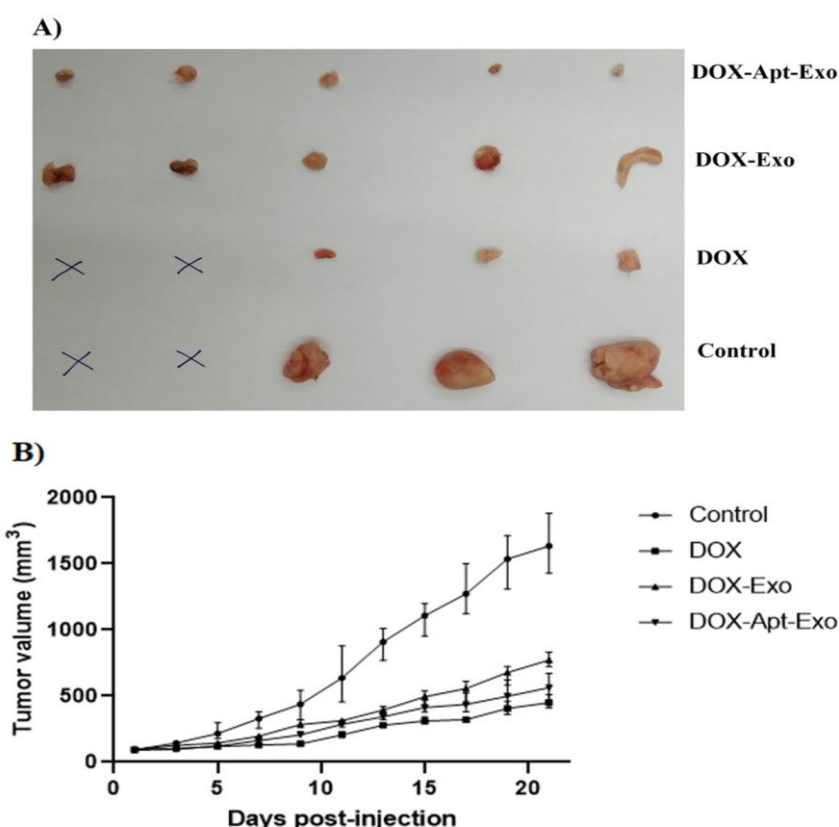 A)
DOX-Apt-Exo
DOX-Exo
DOX
Control
B)
Tumor valume (mm3)
2000
1500
1000
500
0
0 5 10 15 20
Days post-injection
Control
DOX
DOX-Exo
DOX-Apt-Exo